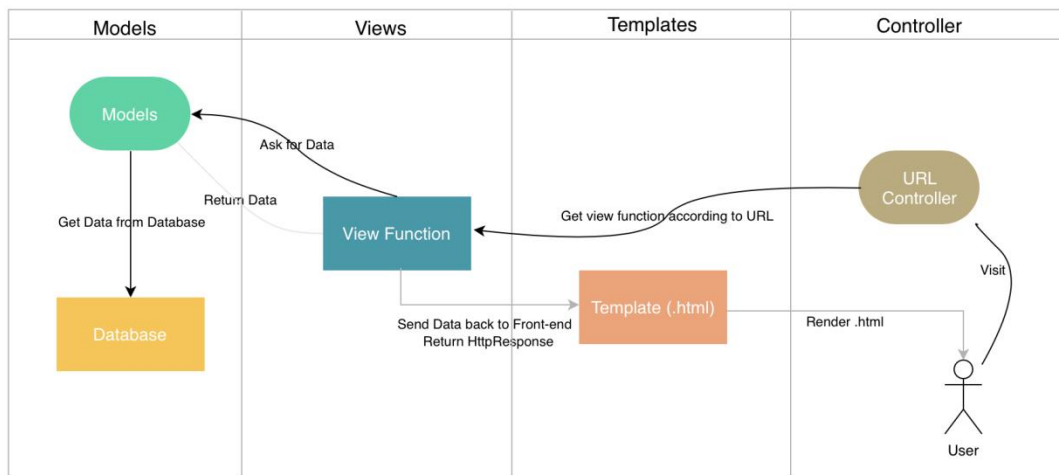 Models
Views
Templates
Controller
Models
Ask for Data
Return Data
Get Data from Database
View Function
Get view function according to URL
URL
Controller
Visit
Database
Send Data back to Front-end
Return HttpResponse
Template (.html)
Render .html
User